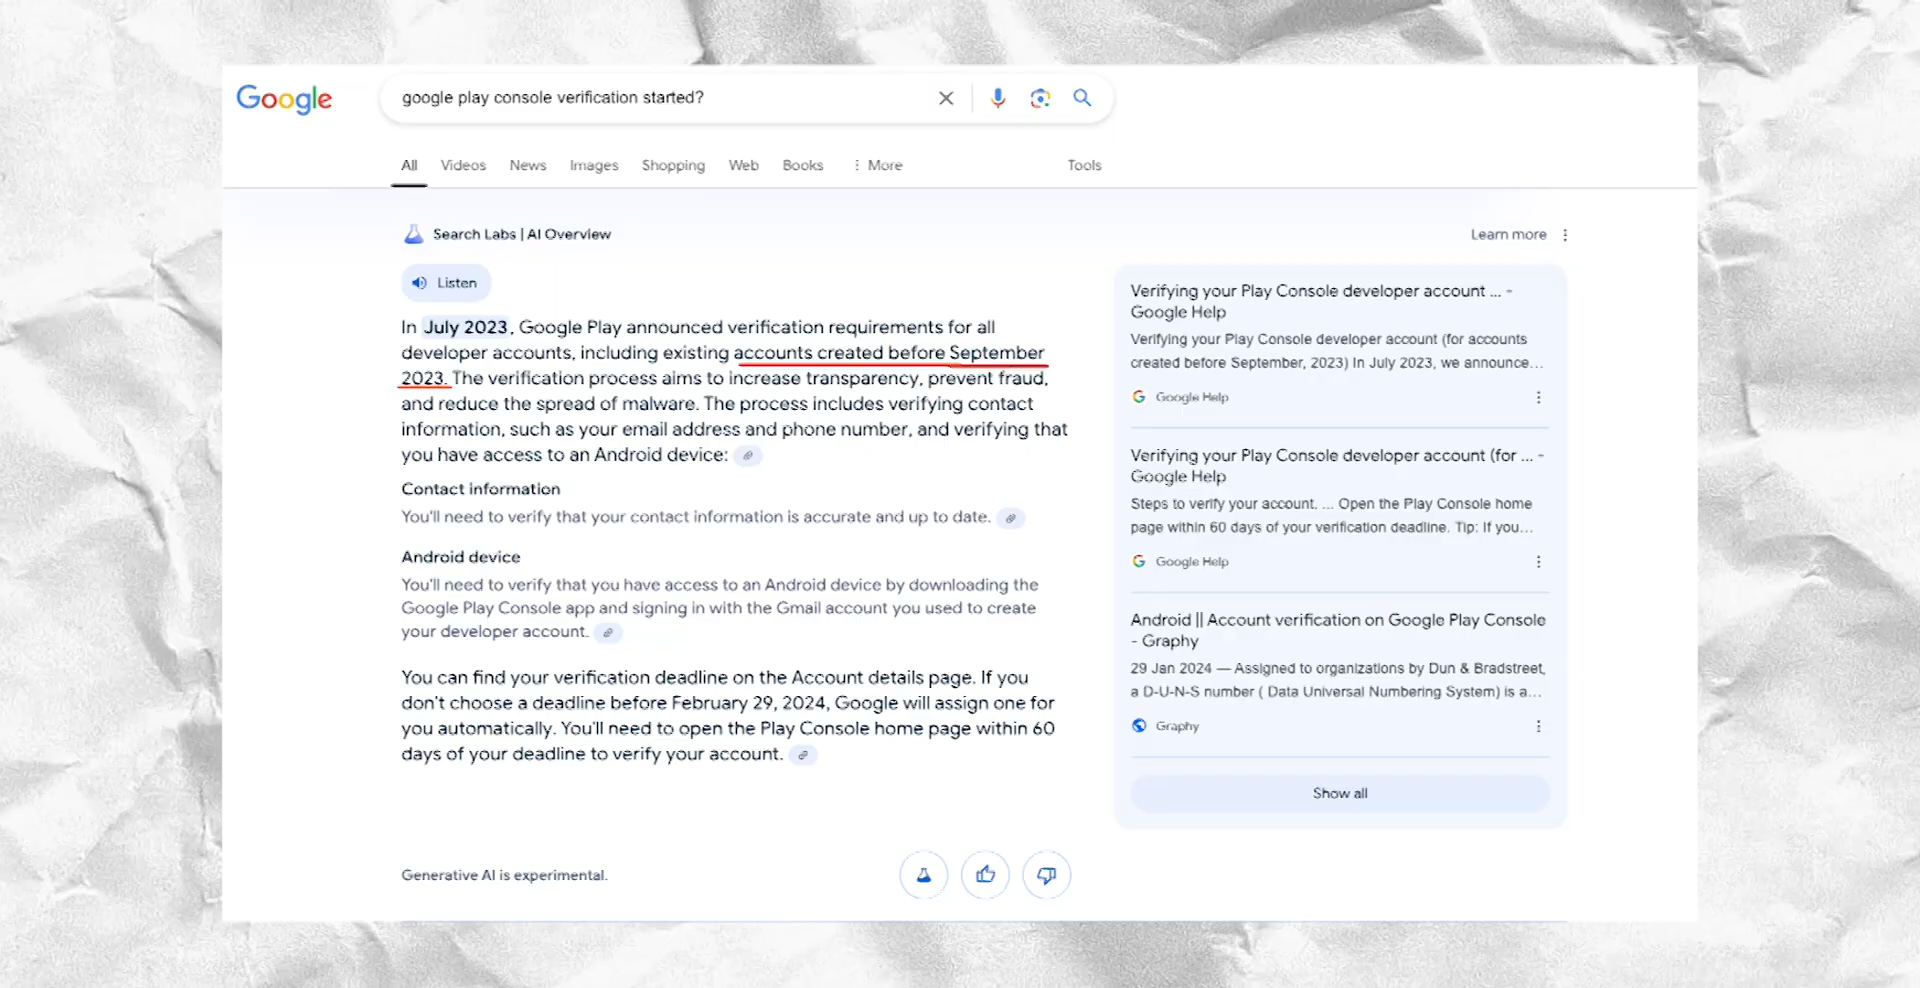 Google
google play console verification started?
All Videos News Images Shopping Web Books More Tools
Search Labs | AI Overview
Learn more
Listen
In July 2023, Google Play announced verification requirements for all
developer accounts, including existing accounts created before September
2023. The verification process aims to increase transparency, prevent fraud,
and reduce the spread of malware. The process includes verifying contact
information, such as your email address and phone number, and verifying that
you have access to an Android device:
Contact information
You'll need to verify that your contact information is accurate and up to date.
Android device
You'll need to verify that you have access to an Android device by downloading the
Google Play Console app and signing in with the Gmail account you used to create
your developer account.
You can find your verification deadline on the Account details page. If you
don't choose a deadline before February 29, 2024, Google will assign one for
you automatically. You'll need to open the Play Console home page within 60
days of your deadline to verify your account.
Verifying your Play Console developer account ... -
Google Help
Verifying your Play Console developer account (for accounts
created before September, 2023) In July 2023, we announce...
Google Help
Verifying your Play Console developer account (for ... -
Google Help
Steps to verify your account. ... Open the Play Console home
page within 60 days of your verification deadline. Tip: If you...
Google Help
Android || Account verification on Google Play Console
- Graphy
29 Jan 2024 — Assigned to organizations by Dun & Bradstreet,
a D-U-N-S number ( Data Universal Numbering System) is a...
Graphy
Show all
Generative AI is experimental.